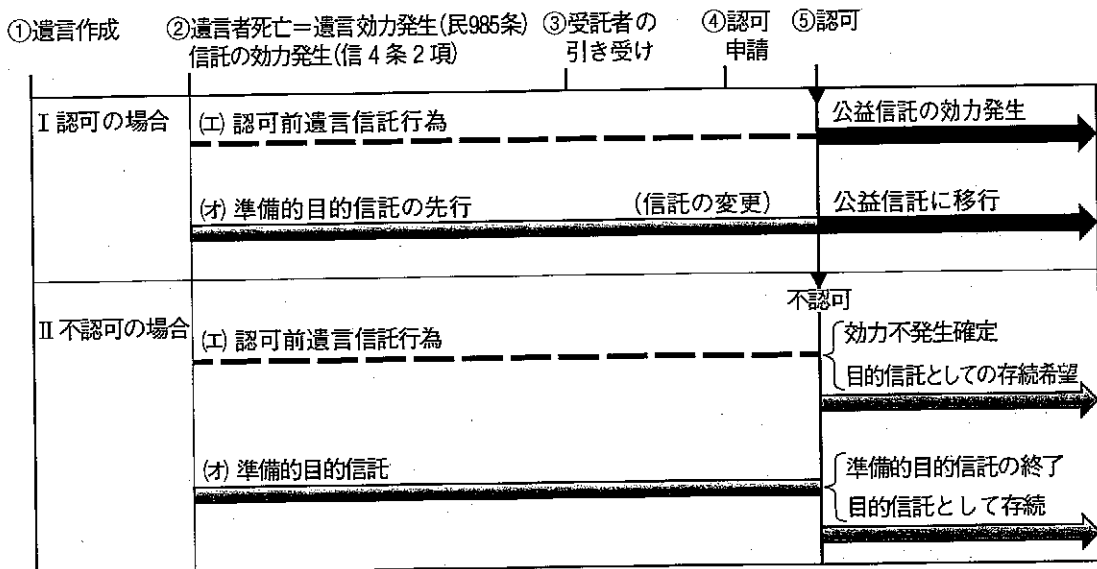 ①遺言作成 ②遺言者死亡＝遺言効力発生(民985条) ③受託者の ④認可 ⑤認可
信託の効力発生(信4条2項) 引き受け 申請
Ⅰ認可の場合 ㈓ 認可前遺言信託行為 公益信託の効力発生
㈔ 準備的目的信託の先行 (信託の変更) 公益信託に移行
不認可
Ⅱ不認可の場合 ㈓ 認可前遺言信託行為 効力不発生確定
目的信託としての存続希望
㈔ 準備的目的信託 準備的目的信託の終了
目的信託として存続